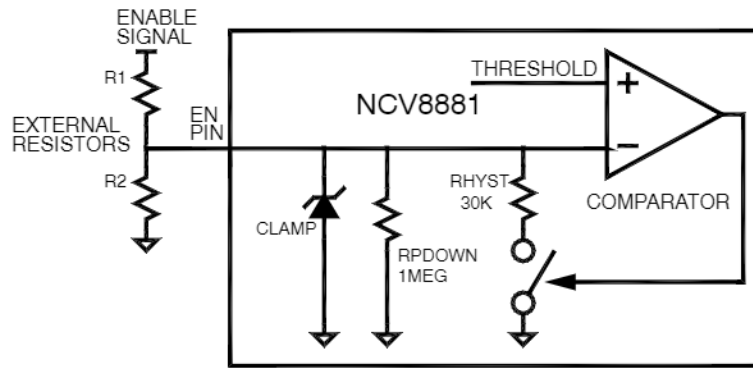 ENABLE
SIGNAL
R1
EXTERNAL
RESISTORS
R2
EN
PIN
NCV8881
THRESHOLD
+
−
COMPARATOR
CLAMP
RPDOWN
1MEG
RHYST
30K